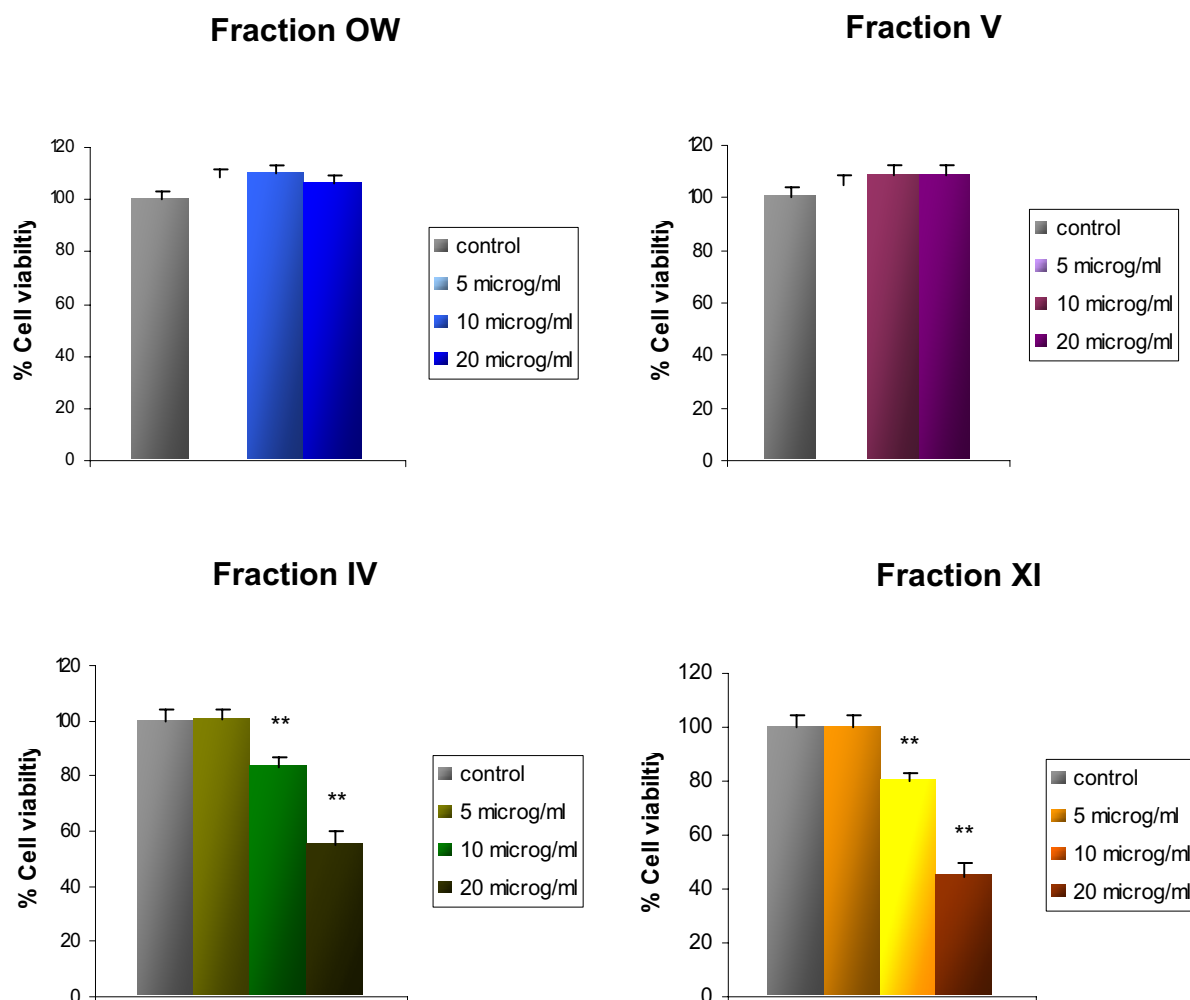 Fraction OW
% Cell viabiltiy
120
100
80
60
40
20
0
control
5 microg/ml
10 microg/ml
20 microg/ml
Fraction V
% Cell viabiltiy
120
100
80
60
40
20
0
control
5 microg/ml
10 microg/ml
20 microg/ml
Fraction IV
% Cell viabiltiy
120
100
80
60
40
20
0
**
**
control
5 microg/ml
10 microg/ml
20 microg/ml
Fraction XI
% Cell viabiltiy
120
100
80
60
40
20
0
**
**
control
5 microg/ml
10 microg/ml
20 microg/ml